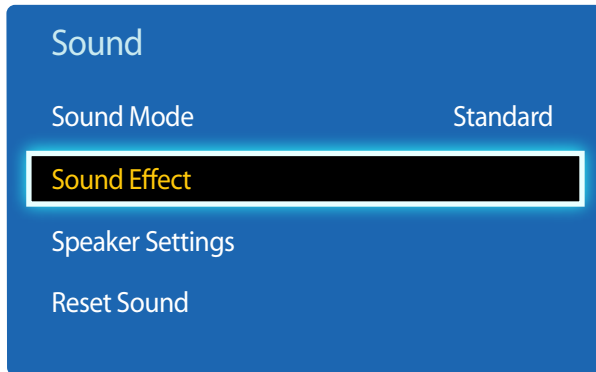 Sound
Sound Mode Standard
Sound Effect
Speaker Settings
Reset Sound